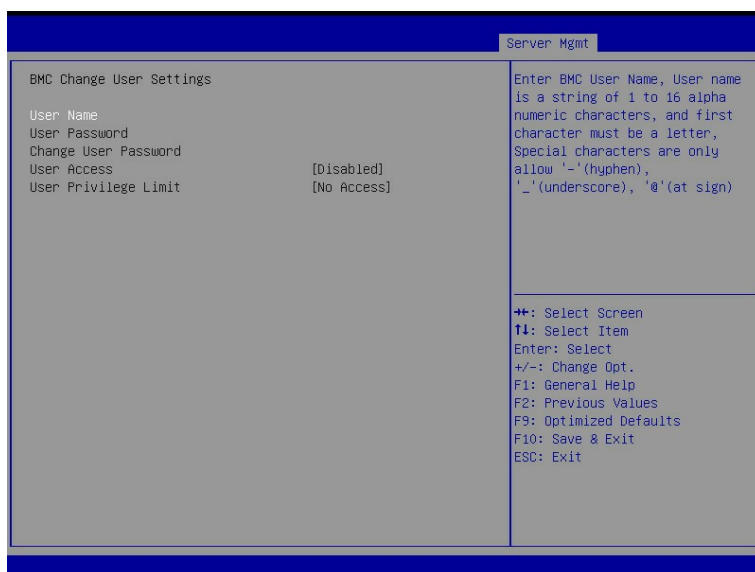 Server Mgmt
BMC Change User Settings
User Name
User Password
Change User Password
User Access [Disabled]
User Privilege Limit [No Access]
Enter BMC User Name, User name
is a string of 1 to 16 alpha
numeric characters, and first
character must be a letter,
Special characters are only
allow '-'(hyphen),
'_'(underscore), '@'(at sign)
→←: Select Screen
↑↓: Select Item
Enter: Select
+/-: Change Opt.
F1: General Help
F2: Previous Values
F9: Optimized Defaults
F10: Save & Exit
ESC: Exit